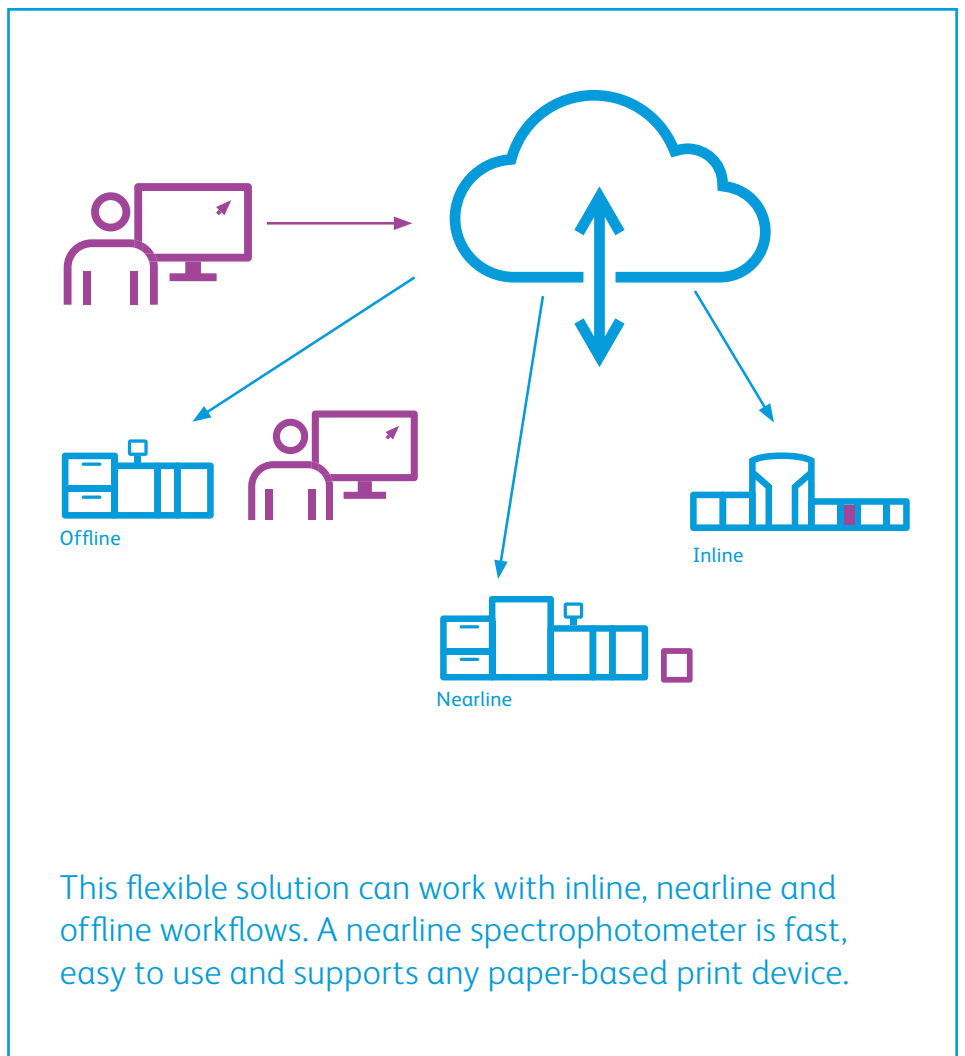 Offline
Inline
Nearline
This flexible solution can work with inline, nearline and
offline workflows. A nearline spectrophotometer is fast,
easy to use and supports any paper-based print device.